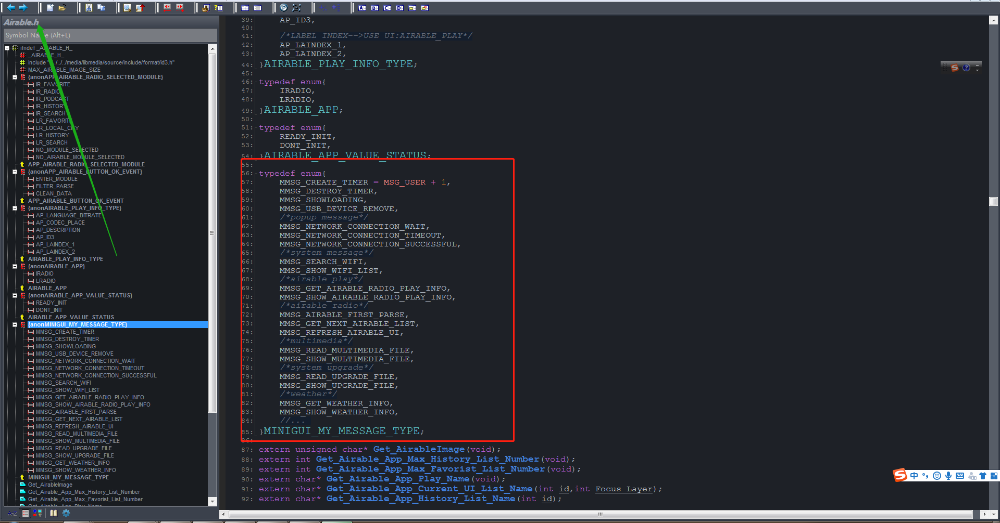 Airable.h
Symbol Name (Alt+L)
ifndef _AIRABLE_H_
_AIRABLE_H_
include "../../../media/libmedia/source/include/format/id3.h"
MAX_AIRABLE_IMAGE_SIZE
{anonAPP_AIRABLE_RADIO_SELECTED_MODULE}
IR_FAVORITE
IR_RADIO
IR_PODCAST
IR_HISTORY
IR_SEARCH
LR_FAVORITE
LR_LOCAL_CITY
LR_HISTORY
LR_SEARCH
NO_MODULE_SELECTED
NO_AIRABLE_MODULE_SELECTED
APP_AIRABLE_RADIO_SELECTED_MODULE
{anonAPP_AIRABLE_BUTTON_OK_EVENT}
ENTER_MODULE
FILTER_PARSE
CLEAN_DATA
APP_AIRABLE_BUTTON_OK_EVENT
{anonAIRABLE_PLAY_INFO_TYPE}
AP_LANGUAGE_BITRATE
AP_CODEC_PLACE
AP_DESCRIPTION
AP_ID3
AP_LAINDEX_1
AP_LAINDEX_2
AIRABLE_PLAY_INFO_TYPE
{anonAIRABLE_APP}
IRADIO
LRADIO
AIRABLE_APP
{anonAIRABLE_APP_VALUE_STATUS}
READY_INIT
DONT_INIT
AIRABLE_APP_VALUE_STATUS
{anonMINIGUI_MY_MESSAGE_TYPE}
MMSG_CREATE_TIMER
MMSG_DESTROY_TIMER
MMSG_SHOWLOADING
MMSG_USB_DEVICE_REMOVE
MMSG_NETWORK_CONNECTION_WAIT
MMSG_NETWORK_CONNECTION_TIMEOUT
MMSG_NETWORK_CONNECTION_SUCCESSFUL
MMSG_SEARCH_WIFI
MMSG_SHOW_WIFI_LIST
MMSG_GET_AIRABLE_RADIO_PLAY_INFO
MMSG_SHOW_AIRABLE_RADIO_PLAY_INFO
MMSG_AIRABLE_FIRST_PARSE
MMSG_GET_NEXT_AIRABLE_LIST
MMSG_REFRESH_AIRABLE_UI
MMSG_READ_MULTIMEDIA_FILE
MMSG_SHOW_MULTIMEDIA_FILE
MMSG_READ_UPGRADE_FILE
MMSG_SHOW_UPGRADE_FILE
MMSG_GET_WEATHER_INFO
MMSG_SHOW_WEATHER_INFO
MINIGUI_MY_MESSAGE_TYPE
Get_AirableImage
Get_Airable_App_Max_History_List_Number
Get_Airable_App_Max_Favorist_List_Number
Get_Airable_App_Play_Name
39: AP_ID3,
40:
41: /*LABEL INDEX-->USE UI:AIRABLE_PLAY*/
42: AP_LAINDEX_1,
43: AP_LAINDEX_2,
44: }AIRABLE_PLAY_INFO_TYPE;
45:
46: typedef enum{
47: IRADIO,
48: LRADIO,
49: }AIRABLE_APP;
50:
51: typedef enum{
52: READY_INIT,
53: DONT_INIT,
54: }AIRABLE_APP_VALUE_STATUS;
55:
56: typedef enum{
57: MMSG_CREATE_TIMER = MSG_USER + 1,
58: MMSG_DESTROY_TIMER,
59: MMSG_SHOWLOADING,
60: MMSG_USB_DEVICE_REMOVE,
61: /*popup message*/
62: MMSG_NETWORK_CONNECTION_WAIT,
63: MMSG_NETWORK_CONNECTION_TIMEOUT,
64: MMSG_NETWORK_CONNECTION_SUCCESSFUL,
65: /*system message*/
66: MMSG_SEARCH_WIFI,
67: MMSG_SHOW_WIFI_LIST,
68: /*airable play*/
69: MMSG_GET_AIRABLE_RADIO_PLAY_INFO,
70: MMSG_SHOW_AIRABLE_RADIO_PLAY_INFO,
71: /*airable radio*/
72: MMSG_AIRABLE_FIRST_PARSE,
73: MMSG_GET_NEXT_AIRABLE_LIST,
74: MMSG_REFRESH_AIRABLE_UI,
75: /*multimedia*/
76: MMSG_READ_MULTIMEDIA_FILE,
77: MMSG_SHOW_MULTIMEDIA_FILE,
78: /*system upgrade*/
79: MMSG_READ_UPGRADE_FILE,
80: MMSG_SHOW_UPGRADE_FILE,
81: /*weather*/
82: MMSG_GET_WEATHER_INFO,
83: MMSG_SHOW_WEATHER_INFO,
84: //...
85: }MINIGUI_MY_MESSAGE_TYPE;
86:
87: extern unsigned char* Get_AirableImage(void);
88: extern int Get_Airable_App_Max_History_List_Number(void);
89: extern int Get_Airable_App_Max_Favorist_List_Number(void);
90: extern char* Get_Airable_App_Play_Name(void);
91: extern char* Get_Airable_App_Current_UI_List_Name(int id,int Focus_Layer);
92: extern char* Get_Airable_App_History_List_Name(int id);
中